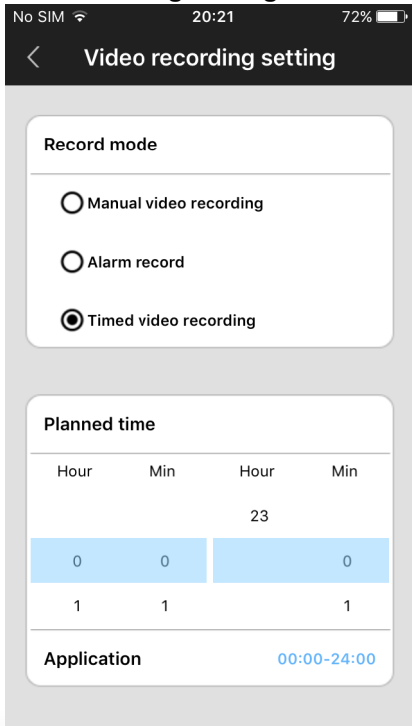 No SIM 20:21 72%
Video recording setting
Record mode
Manual video recording
Alarm record
Timed video recording
Planned time
Hour Min Hour Min
23
0 0 0
1 1 1
Application 00:00-24:00